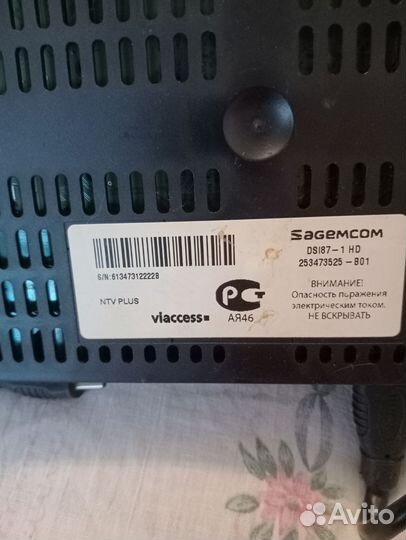 SAGEMCOM
DSI87-1 HD
253473525-B01
S/N:613473122228
NTV PLUS
viaccess
РСТ
АЯ46
ВНИМАНИЕ!
Опасность поражения
электрическим током.
НЕ ВСКРЫВАТЬ
Avito